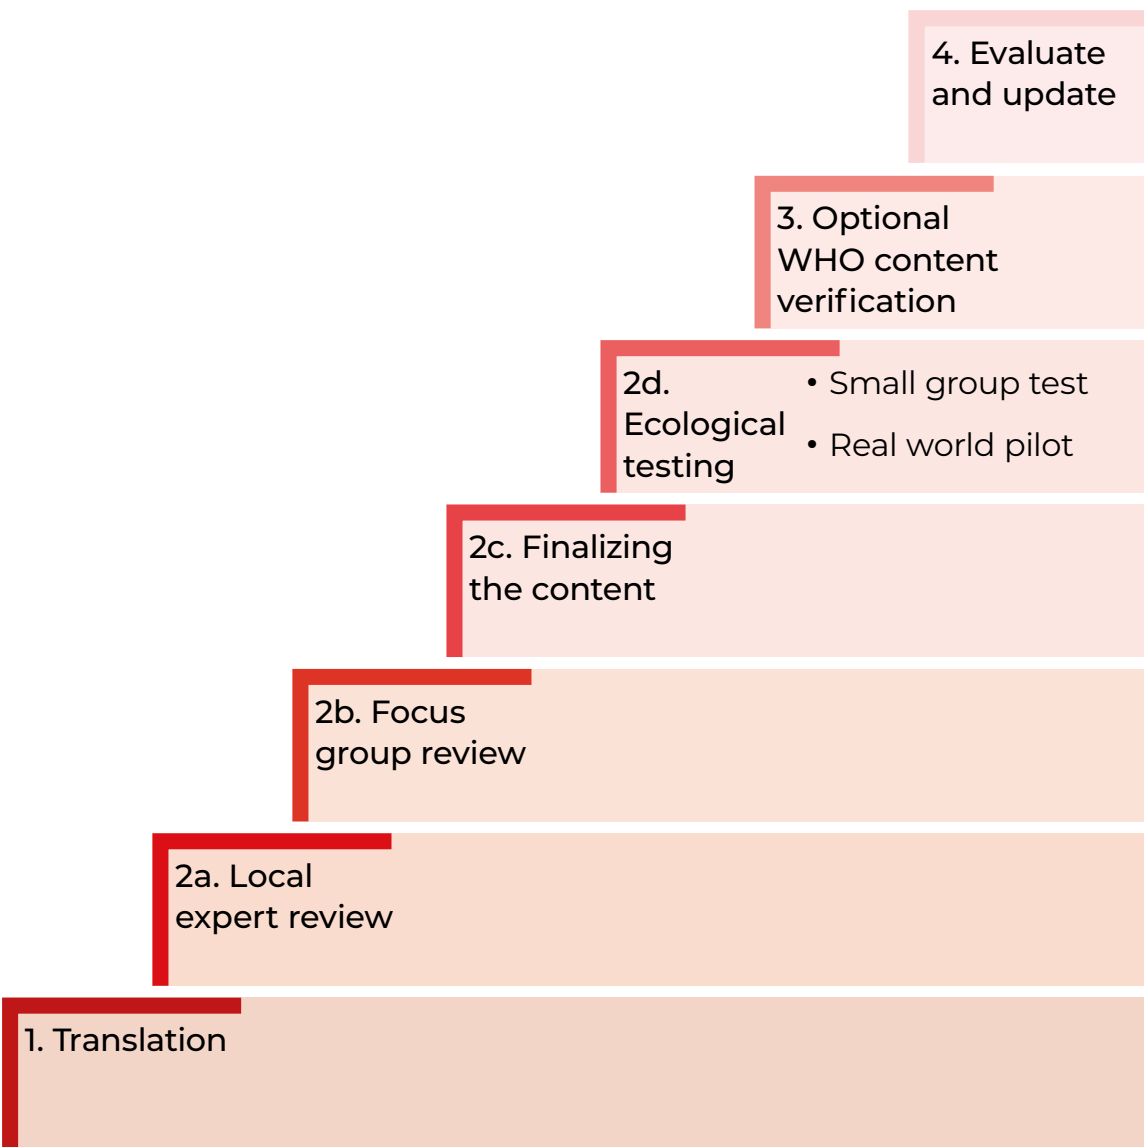 4. Evaluate
and update
3. Optional
WHO content
verification
2d.
Ecological
testing
• Small group test
• Real world pilot
2c. Finalizing
the content
2b. Focus
group review
2a. Local
expert review
1. Translation